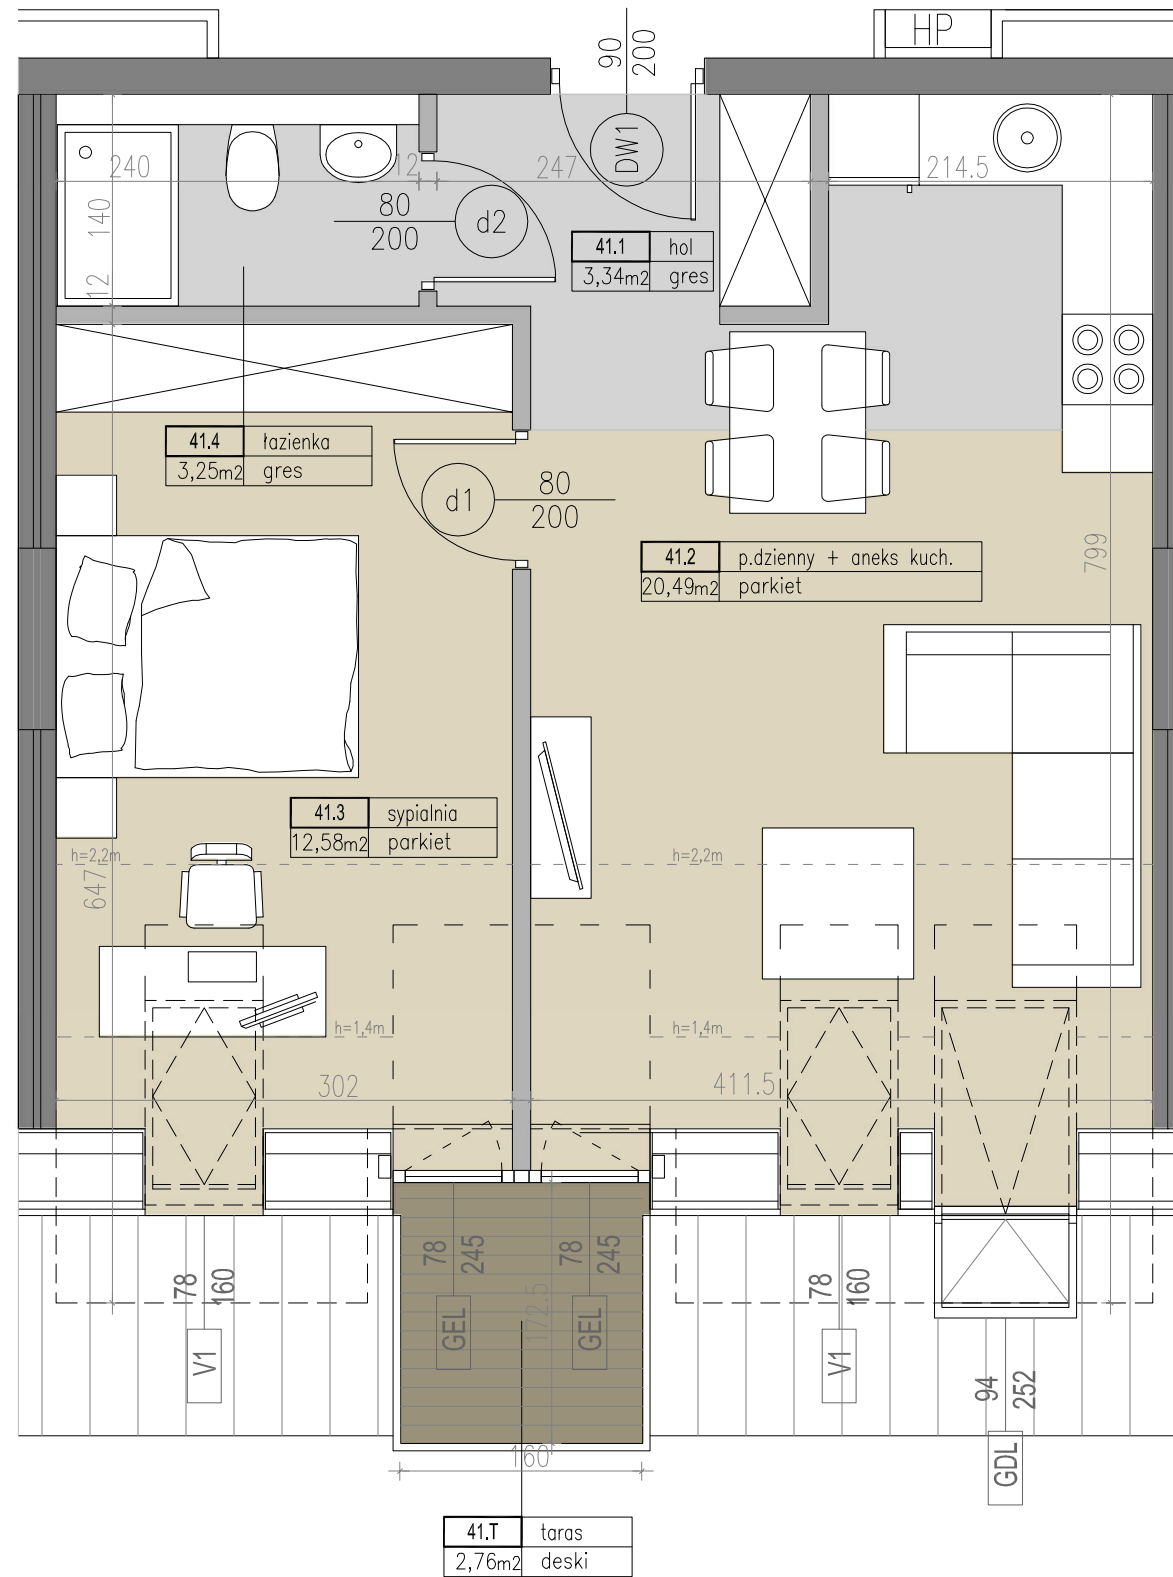 HP
90
200
DW1
240
12
247
214.5
140
12
80
200
d2
41.1 hol
3,34m2 gres
41.4 łazienka
3,25m2 gres
d1
80
200
41.2 p.dzienny + aneks kuch.
20,49m2 parkiet
799
41.3 sypialnia
12,58m2 parkiet
h=2,2m
h=2,2m
647
h=1,4m
h=1,4m
302
411.5
78
160
V1
78
245
GEL
78
245
GEL
172.5
78
160
V1
94
252
GDL
160
41.T taras
2,76m2 deski